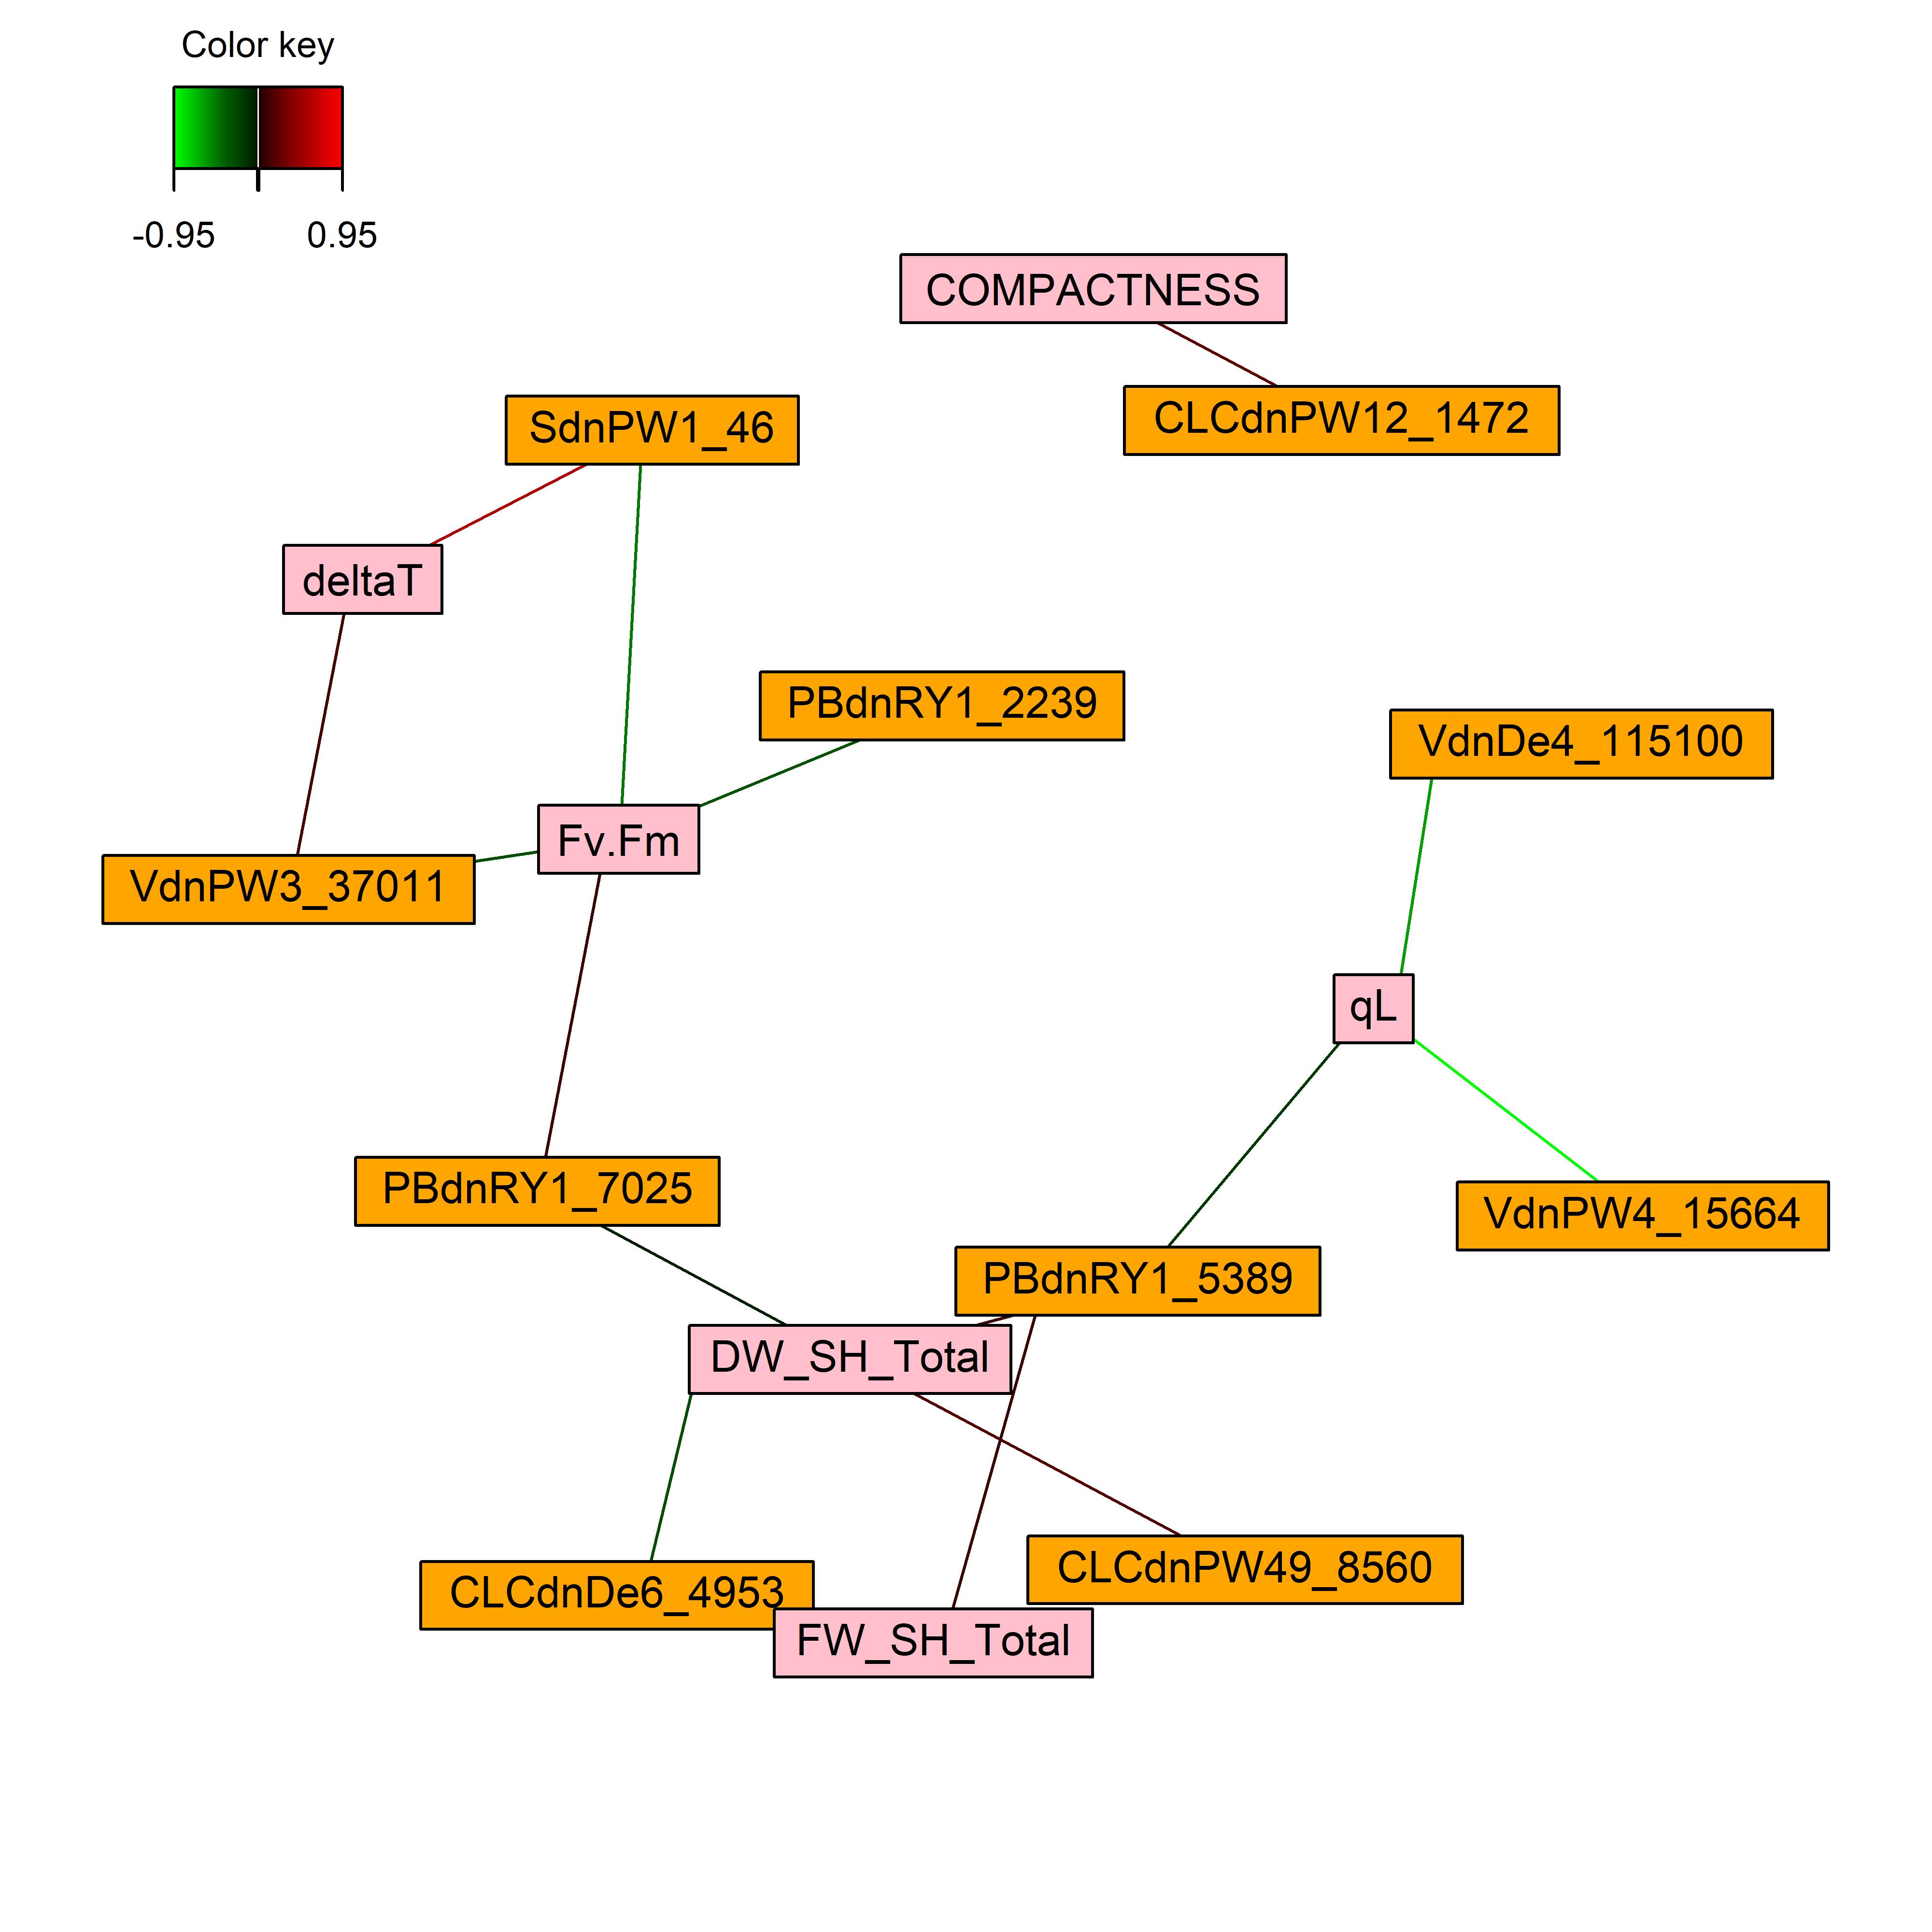 Color key
-0.95 0.95
COMPACTNESS
CLCdnPW12_1472
SdnPW1_46
deltaT
PBdnRY1_2239
VdnDe4_115100
Fv.Fm
VdnPW3_37011
qL
PBdnRY1_7025
VdnPW4_15664
PBdnRY1_5389
DW_SH_Total
CLCdnPW49_8560
CLCdnDe6_4953
FW_SH_Total